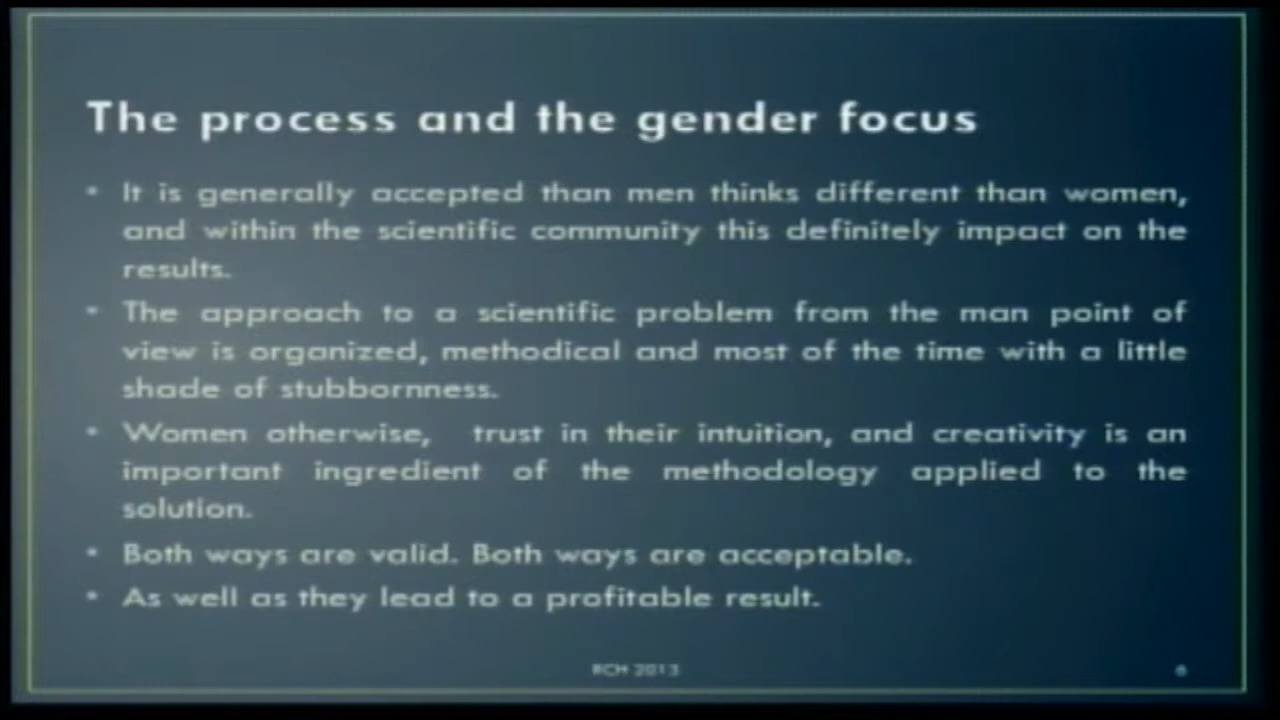 The process and the gender focus
• It is generally accepted than men thinks different than women,
and within the scientific community this definitely impact on the
results.
• The approach to a scientific problem from the man point of
view is organized, methodical and most of the time with a little
shade of stubbornness.
• Women otherwise, trust in their intuition, and creativity is an
important ingredient of the methodology applied to the
solution.
• Both ways are valid. Both ways are acceptable.
• As well as they lead to a profitable result.
2013